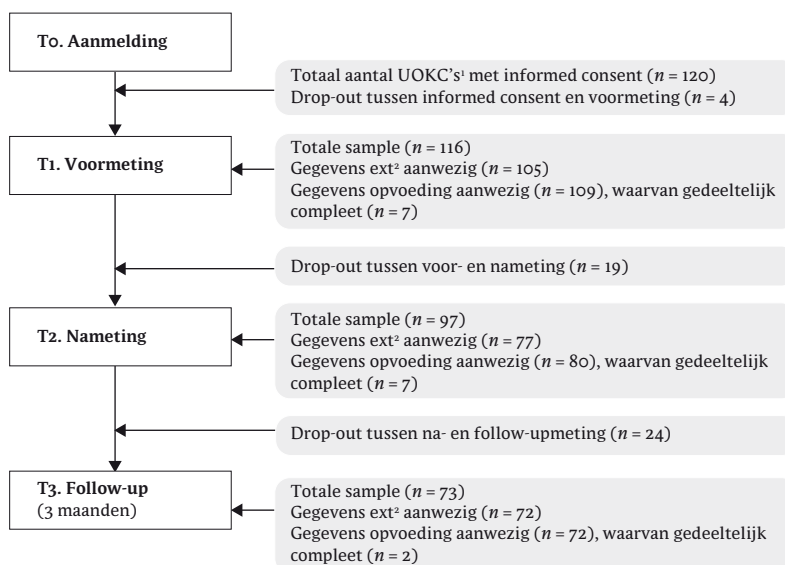 T0. Aanmelding
Totaal aantal UOKC's¹ met informed consent (n = 120)
Drop-out tussen informed consent en voormeting (n = 4)
T1. Voormeting
Totale sample (n = 116)
Gegevens ext² aanwezig (n = 105)
Gegevens opvoeding aanwezig (n = 109), waarvan gedeeltelijk
compleet (n = 7)
Drop-out tussen voor- en nameting (n = 19)
T2. Nameting
Totale sample (n = 97)
Gegevens ext² aanwezig (n = 77)
Gegevens opvoeding aanwezig (n = 80), waarvan gedeeltelijk
compleet (n = 7)
Drop-out tussen na- en follow-upmeting (n = 24)
T3. Follow-up
(3 maanden)
Totale sample (n = 73)
Gegevens ext² aanwezig (n = 72)
Gegevens opvoeding aanwezig (n = 72), waarvan gedeeltelijk
compleet (n = 2)